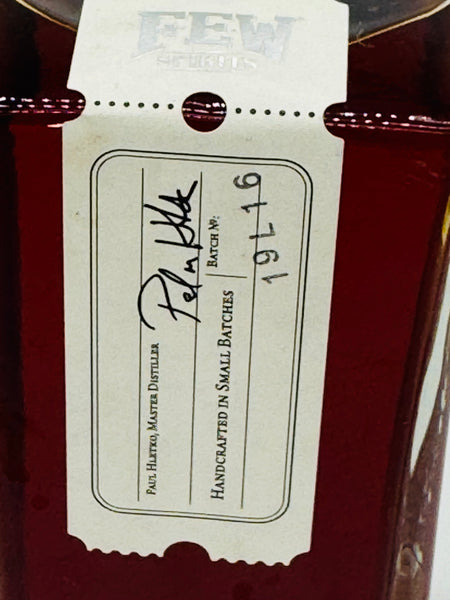 FEW
SPIRITS
PAUL HLETKO, MASTER DISTILLER
HANDCRAFTED IN SMALL BATCHES
BATCH Nº:
19L16